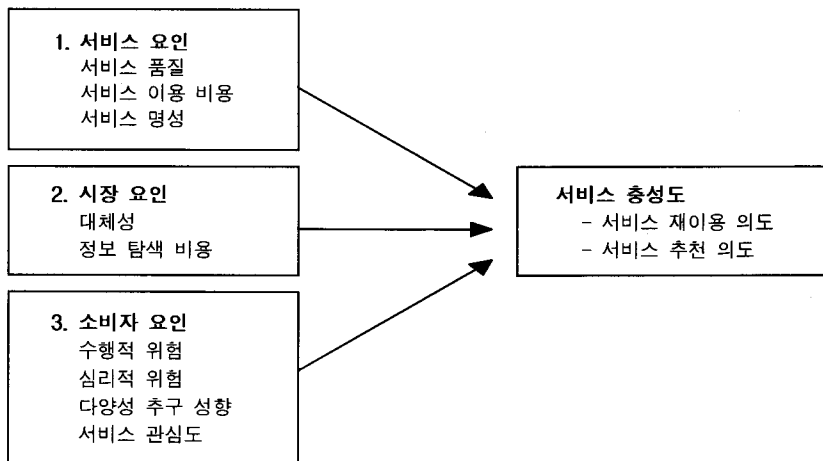 1. 서비스 요인
서비스 품질
서비스 이용 비용
서비스 명성
2. 시장 요인
대체성
정보 탐색 비용
3. 소비자 요인
수행적 위험
심리적 위험
다양성 추구 성향
서비스 관심도
서비스 충성도
- 서비스 재이용 의도
- 서비스 추천 의도